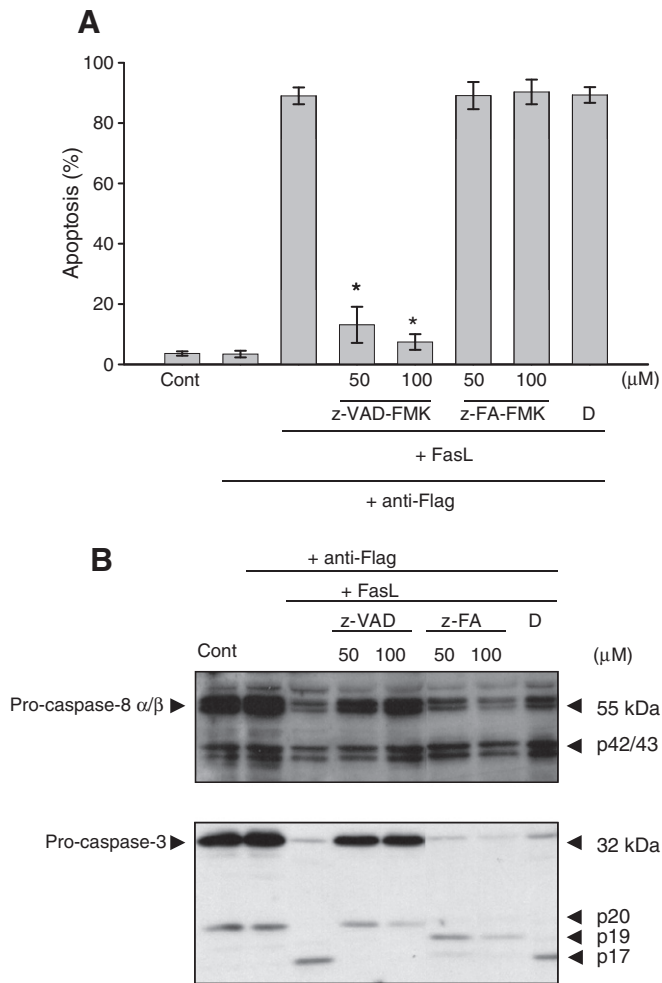 A
Apoptosis (%)
100
80
60
40
20
0
*
*
Cont
50 100 50 100 (μM)
z-VAD-FMK z-FA-FMK D
+ FasL
+ anti-Flag
B
+ anti-Flag
+ FasL
z-VAD z-FA D
Cont 50 100 50 100 (μM)
Pro-caspase-8 α/β 55 kDa
p42/43
Pro-caspase-3 32 kDa
p20
p19
p17